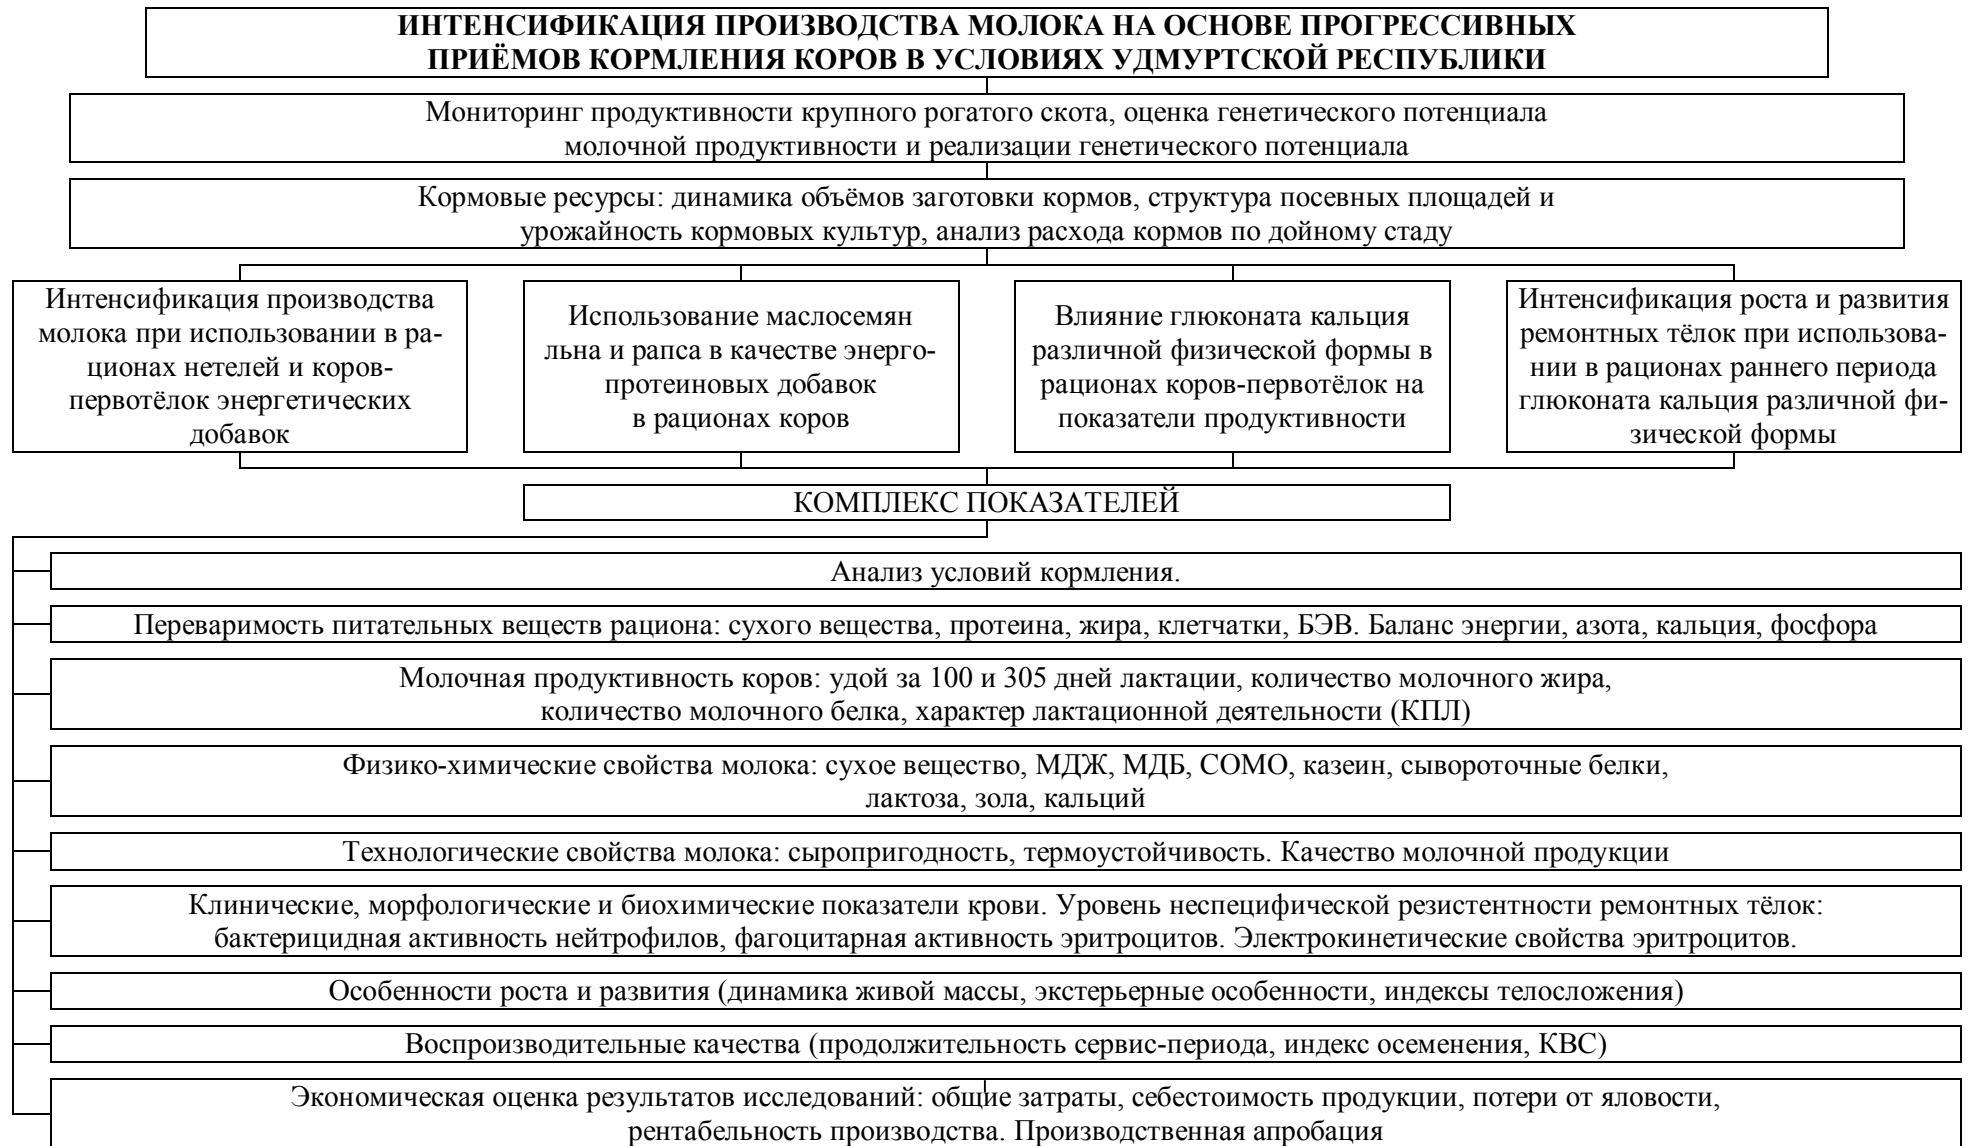 ИНТЕНСИФИКАЦИЯ ПРОИЗВОДСТВА МОЛОКА НА ОСНОВЕ ПРОГРЕССИВНЫХ
ПРИЁМОВ КОРМЛЕНИЯ КОРОВ В УСЛОВИЯХ УДМУРТСКОЙ РЕСПУБЛИКИ
Мониторинг продуктивности крупного рогатого скота, оценка генетического потенциала
молочной продуктивности и реализации генетического потенциала
Кормовые ресурсы: динамика объёмов заготовки кормов, структура посевных площадей и
урожайность кормовых культур, анализ расхода кормов по дойному стаду
Интенсификация производства
молока при использовании в ра-
ционах нетелей и коров-
первотёлок энергетических
добавок
Использование маслосемян
льна и рапса в качестве энерго-
протеиновых добавок
в рационах коров
Влияние глюконата кальция
различной физической формы в
рационах коров-первотёлок на
показатели продуктивности
Интенсификация роста и развития
ремонтных тёлок при использова-
нии в рационах раннего периода
глюконата кальция различной фи-
зической формы
КОМПЛЕКС ПОКАЗАТЕЛЕЙ
Анализ условий кормления.
Переваримость питательных веществ рациона: сухого вещества, протеина, жира, клетчатки, БЭВ. Баланс энергии, азота, кальция, фосфора
Молочная продуктивность коров: удой за 100 и 305 дней лактации, количество молочного жира,
количество молочного белка, характер лактационной деятельности (КПЛ)
Физико-химические свойства молока: сухое вещество, МДЖ, МДБ, СОМО, казеин, сывороточные белки,
лактоза, зола, кальций
Технологические свойства молока: сыропригодность, термоустойчивость. Качество молочной продукции
Клинические, морфологические и биохимические показатели крови. Уровень неспецифической резистентности ремонтных тёлок:
бактерицидная активность нейтрофилов, фагоцитарная активность эритроцитов. Электрокинетические свойства эритроцитов.
Особенности роста и развития (динамика живой массы, экстерьерные особенности, индексы телосложения)
Воспроизводительные качества (продолжительность сервис-периода, индекс осеменения, КВС)
Экономическая оценка результатов исследований: общие затраты, себестоимость продукции, потери от яловости,
рентабельность производства. Производственная апробация